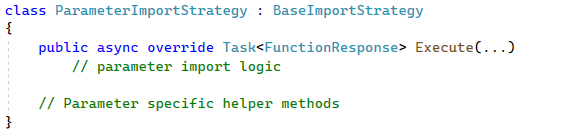 class ParameterImportStrategy : BaseImportStrategy
{
public async override Task<FunctionResponse> Execute(...)
// parameter import logic
// Parameter specific helper methods
}